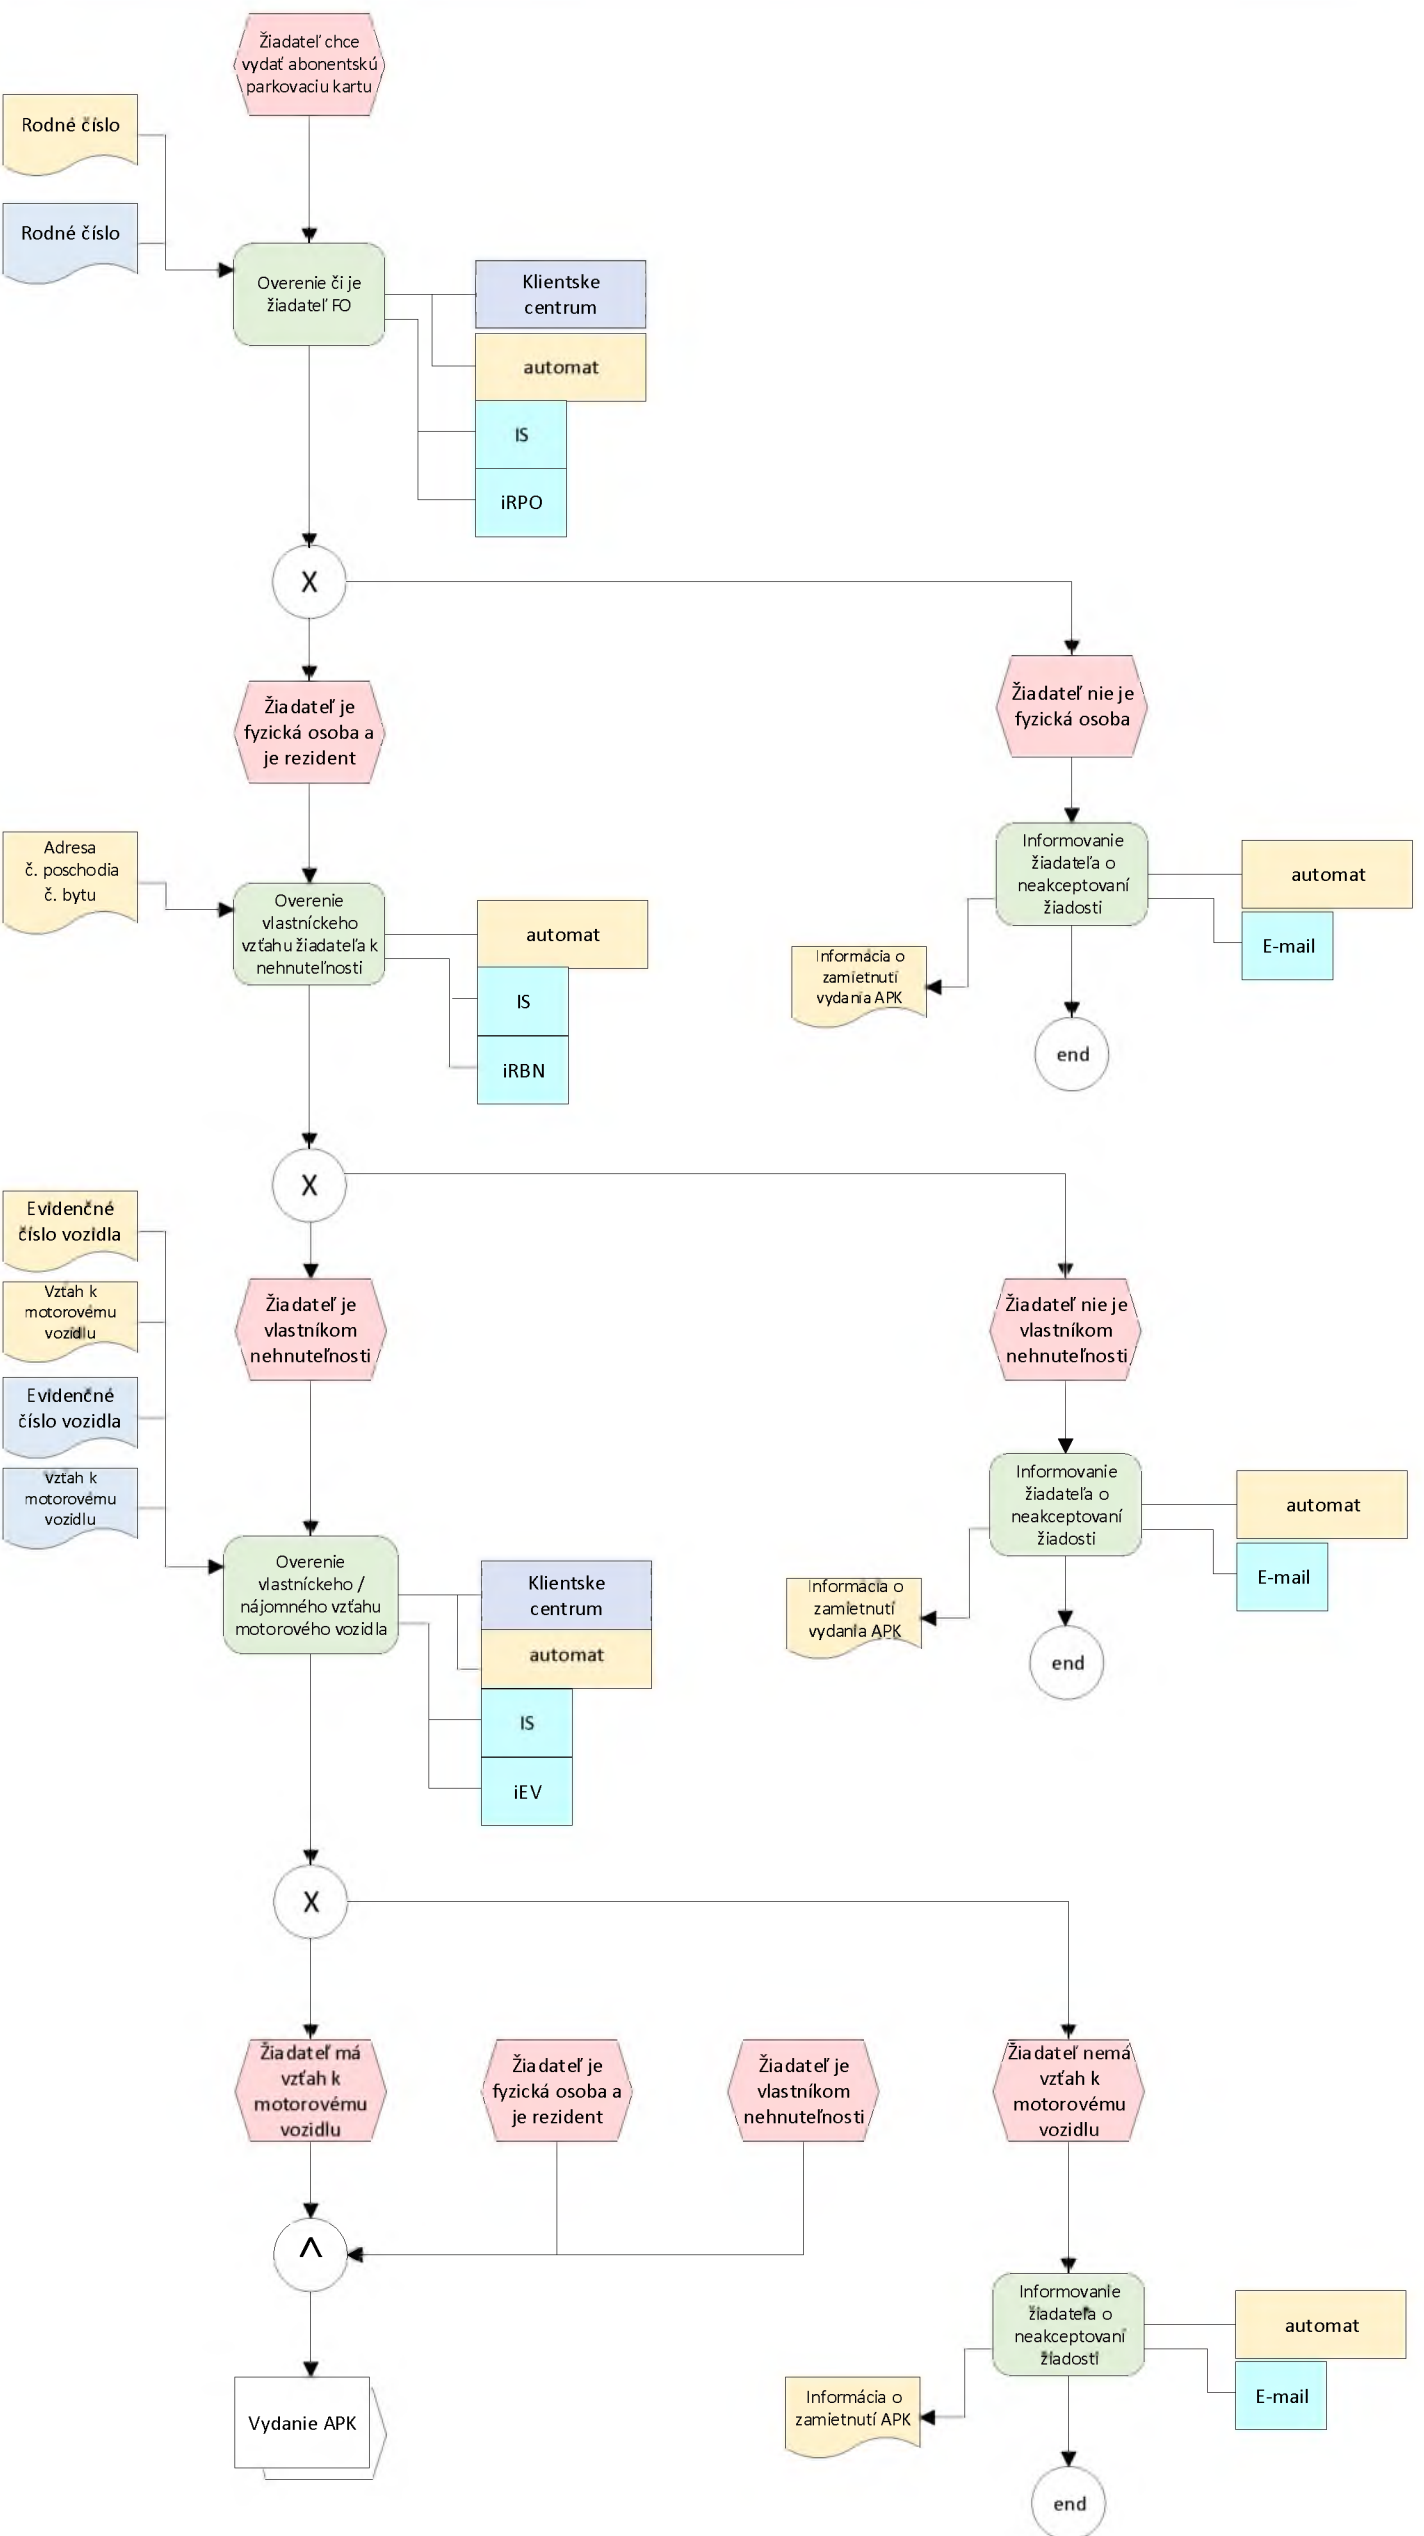 Žiadateľ chce
vydať abonentskú
parkovaciu kartu
Rodné číslo
Rodné číslo
Overenie či je
žiadateľ FO
Klientske
centrum
automat
IS
iRPO
X
Žiadateľ je
fyzická osoba a
je rezident
Žiadateľ nie je
fyzická osoba
Adresa
č. poschodia
č. bytu
Overenie
vlastníckeho
vzťahu žiadateľa k
nehnuteľnosti
automat
IS
iRBN
Informovanie
žiadateľa o
neakceptovaní
žiadosti
automat
E-mail
Informácia o
zamietnutí
vydania APK
end
X
Evidenčné
číslo vozidla
Vzťah k
motorovému
vozidlu
Evidenčné
číslo vozidla
Vzťah k
motorovému
vozidlu
Žiadateľ je
vlastníkom
nehnuteľnosti
Žiadateľ nie je
vlastníkom
nehnuteľnosti
Overenie
vlastníckeho /
nájomného vzťahu
motorového vozidla
Klientske
centrum
automat
IS
iEV
Informovanie
žiadateľa o
neakceptovaní
žiadosti
automat
E-mail
Informácia o
zamietnutí
vydania APK
end
X
Žiadateľ má
vzťah k
motorovému
vozidlu
Žiadateľ je
fyzická osoba a
je rezident
Žiadateľ je
vlastníkom
nehnuteľnosti
Žiadateľ nemá
vzťah k
motorovému
vozidlu
^
Vydanie APK
Informovanie
žiadateľa o
neakceptovaní
žiadosti
automat
E-mail
Informácia o
zamietnutí APK
end